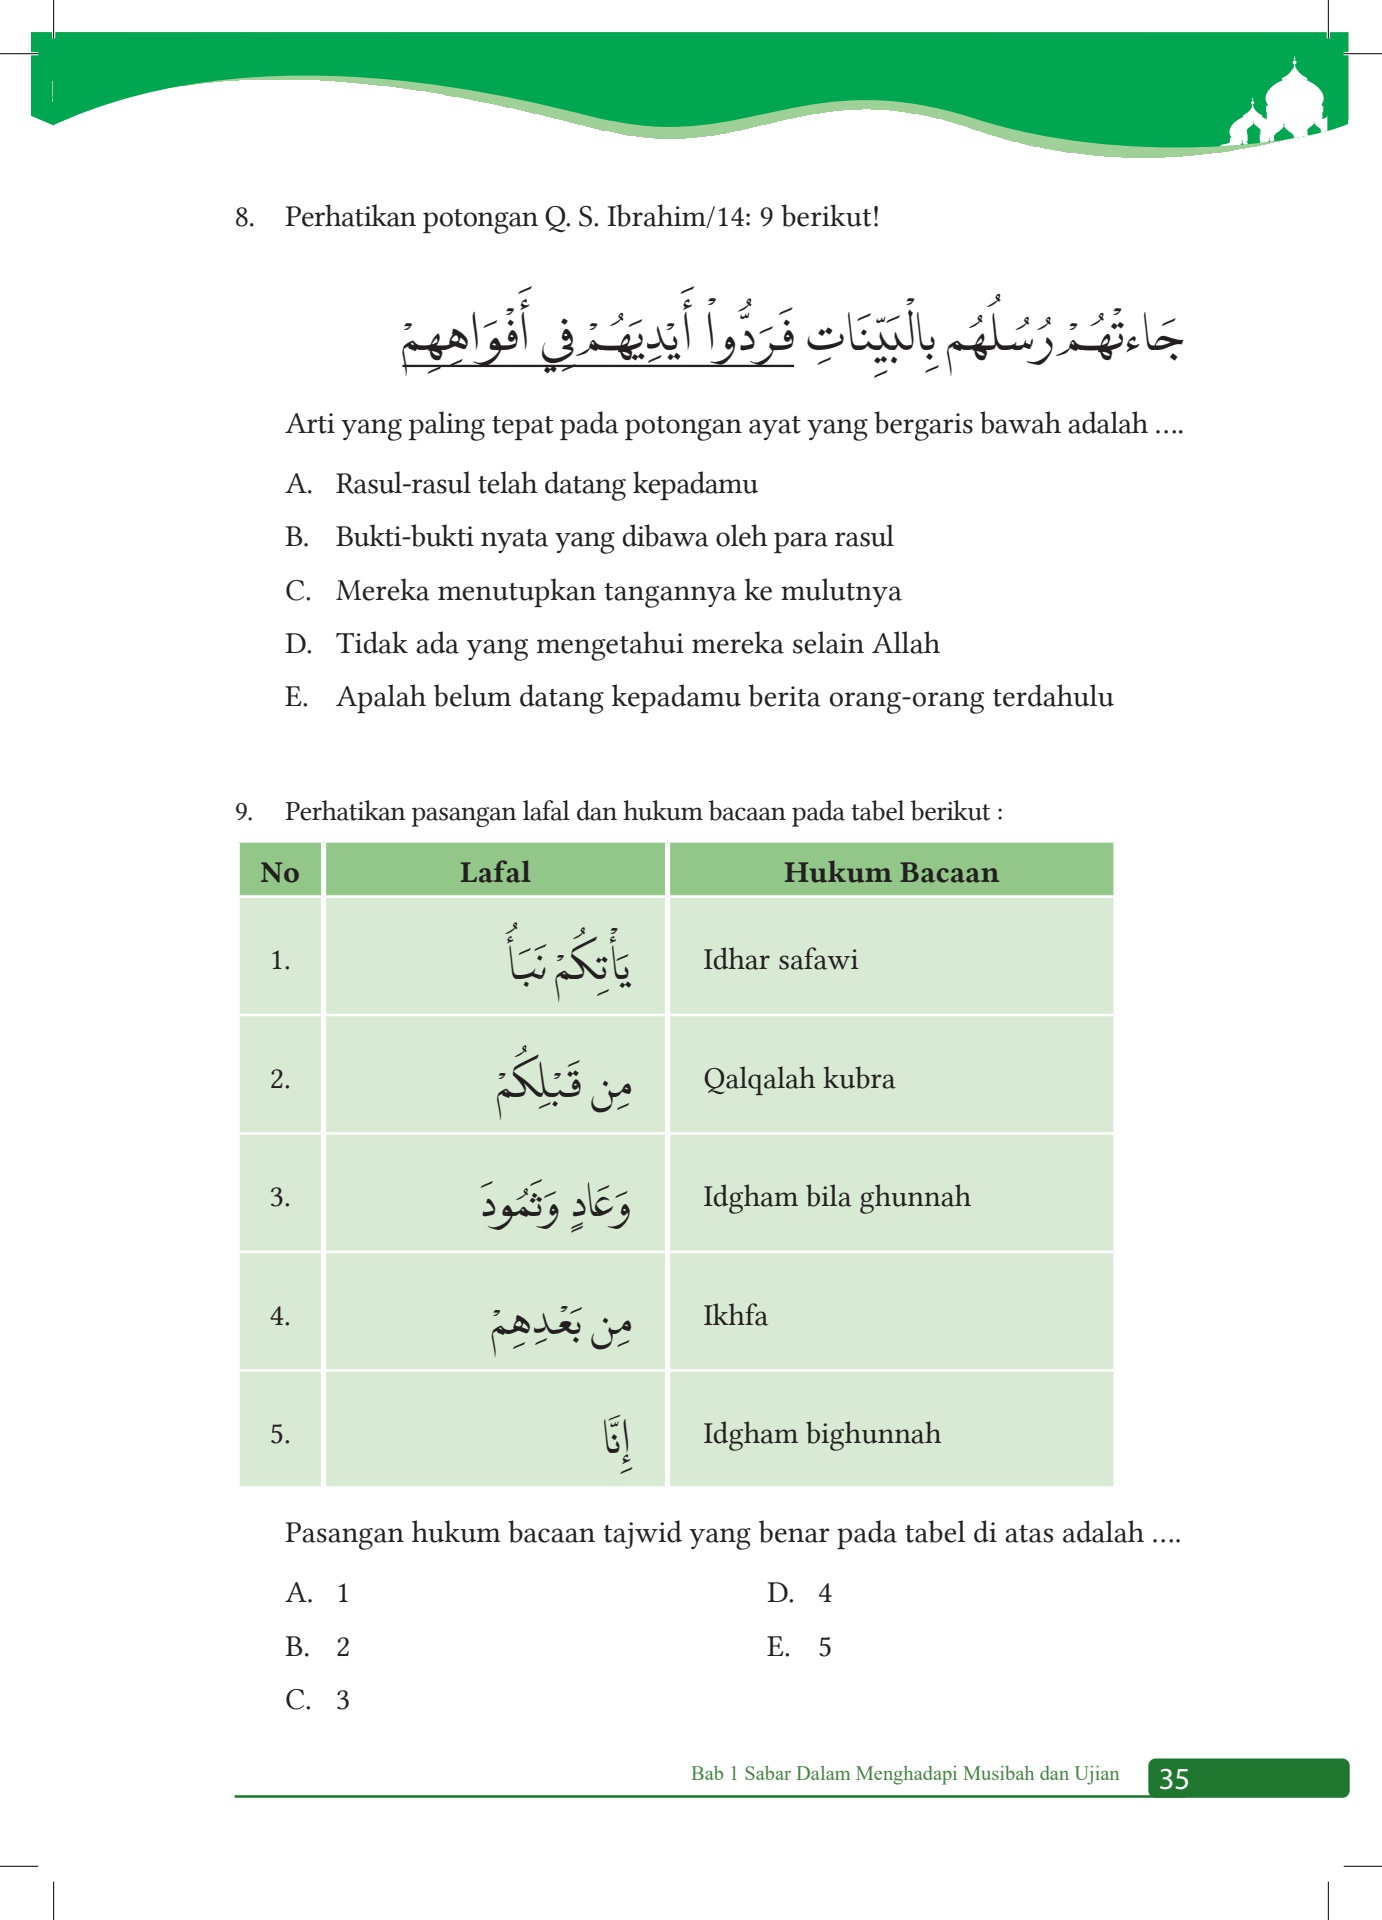 8. Perhatikan potongan Q. S. Ibrahim/14: 9 berikut!
جَاءتْهُمْ رُسُلُهُم بِالْبَيِّنَاتِ فَرَدُّواْ أَيْدِيَهُمْ فِي أَفْوَاهِهِمْ
Arti yang paling tepat pada potongan ayat yang bergaris bawah adalah ....
A. Rasul-rasul telah datang kepadamu
B. Bukti-bukti nyata yang dibawa oleh para rasul
C. Mereka menutupkan tangannya ke mulutnya
D. Tidak ada yang mengetahui mereka selain Allah
E. Apalah belum datang kepadamu berita orang-orang terdahulu
9. Perhatikan pasangan lafal dan hukum bacaan pada tabel berikut :
No Lafal Hukum Bacaan
1. يَأْتِكُمْ نَبَأُ Idhar safawi
2. مِن قَبْلِكُمْ Qalqalah kubra
3. وَعَادٍ وَثَمُودَ Idgham bila ghunnah
4. مِن بَعْدِهِمْ Ikhfa
5. إِنَّا Idgham bighunnah
Pasangan hukum bacaan tajwid yang benar pada tabel di atas adalah ....
A. 1 D. 4
B. 2 E. 5
C. 3
Bab 1 Sabar Dalam Menghadapi Musibah dan Ujian 35